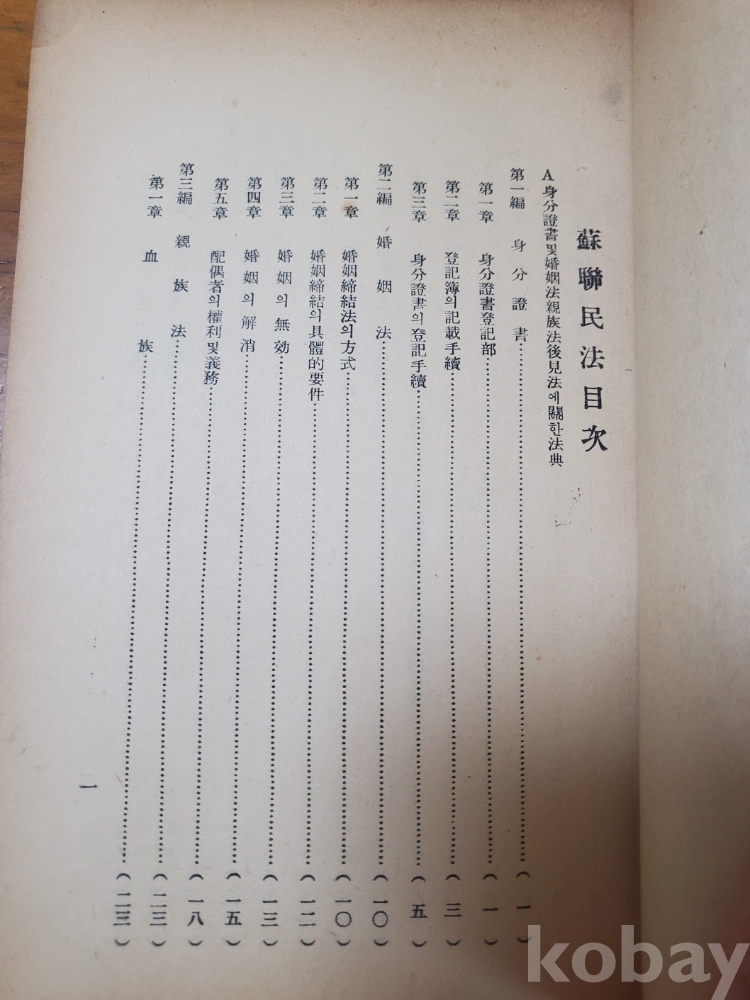 蘇聯民法目次
A 身分證書및婚姻法親族法後見法에關한法典
第一編 身分證書……………(一)
第一章 身分證書登記部……………(一)
第二章 登記簿의記載手續……………(三)
第三章 身分證書의登記手續……………(五)
第二編 婚姻法……………(一〇)
第一章 婚姻締結法의方式……………(一〇)
第二章 婚姻締結의具體的要件……………(一二)
第三章 婚姻의無効……………(一三)
第四章 婚姻의解消……………(一五)
第五章 配偶者의權利및義務……………(一八)
第三編 親族法……………(二三)
第一章 血族……………(二三)
一
kobay